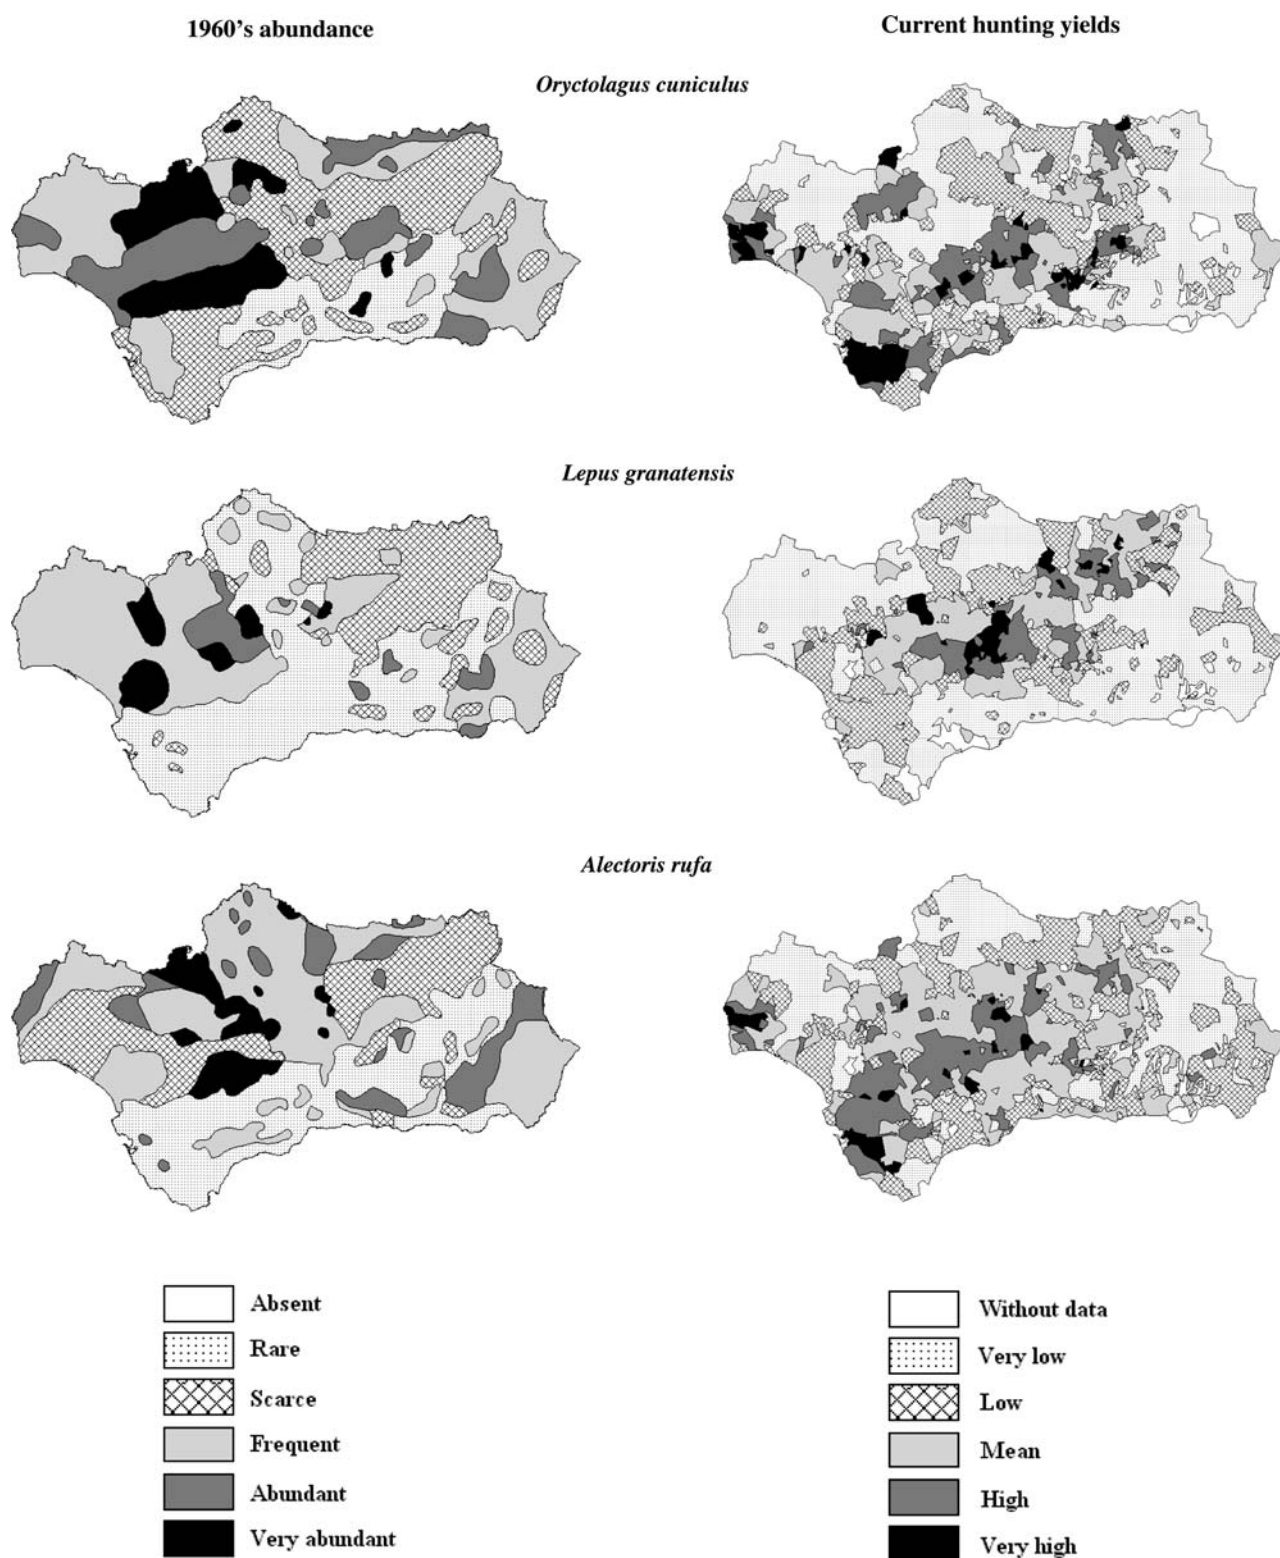 1960's abundance
Current hunting yields
Oryctolagus cuniculus
Lepus granatensis
Alectoris rufa
Absent
Rare
Scarce
Frequent
Abundant
Very abundant
Without data
Very low
Low
Mean
High
Very high